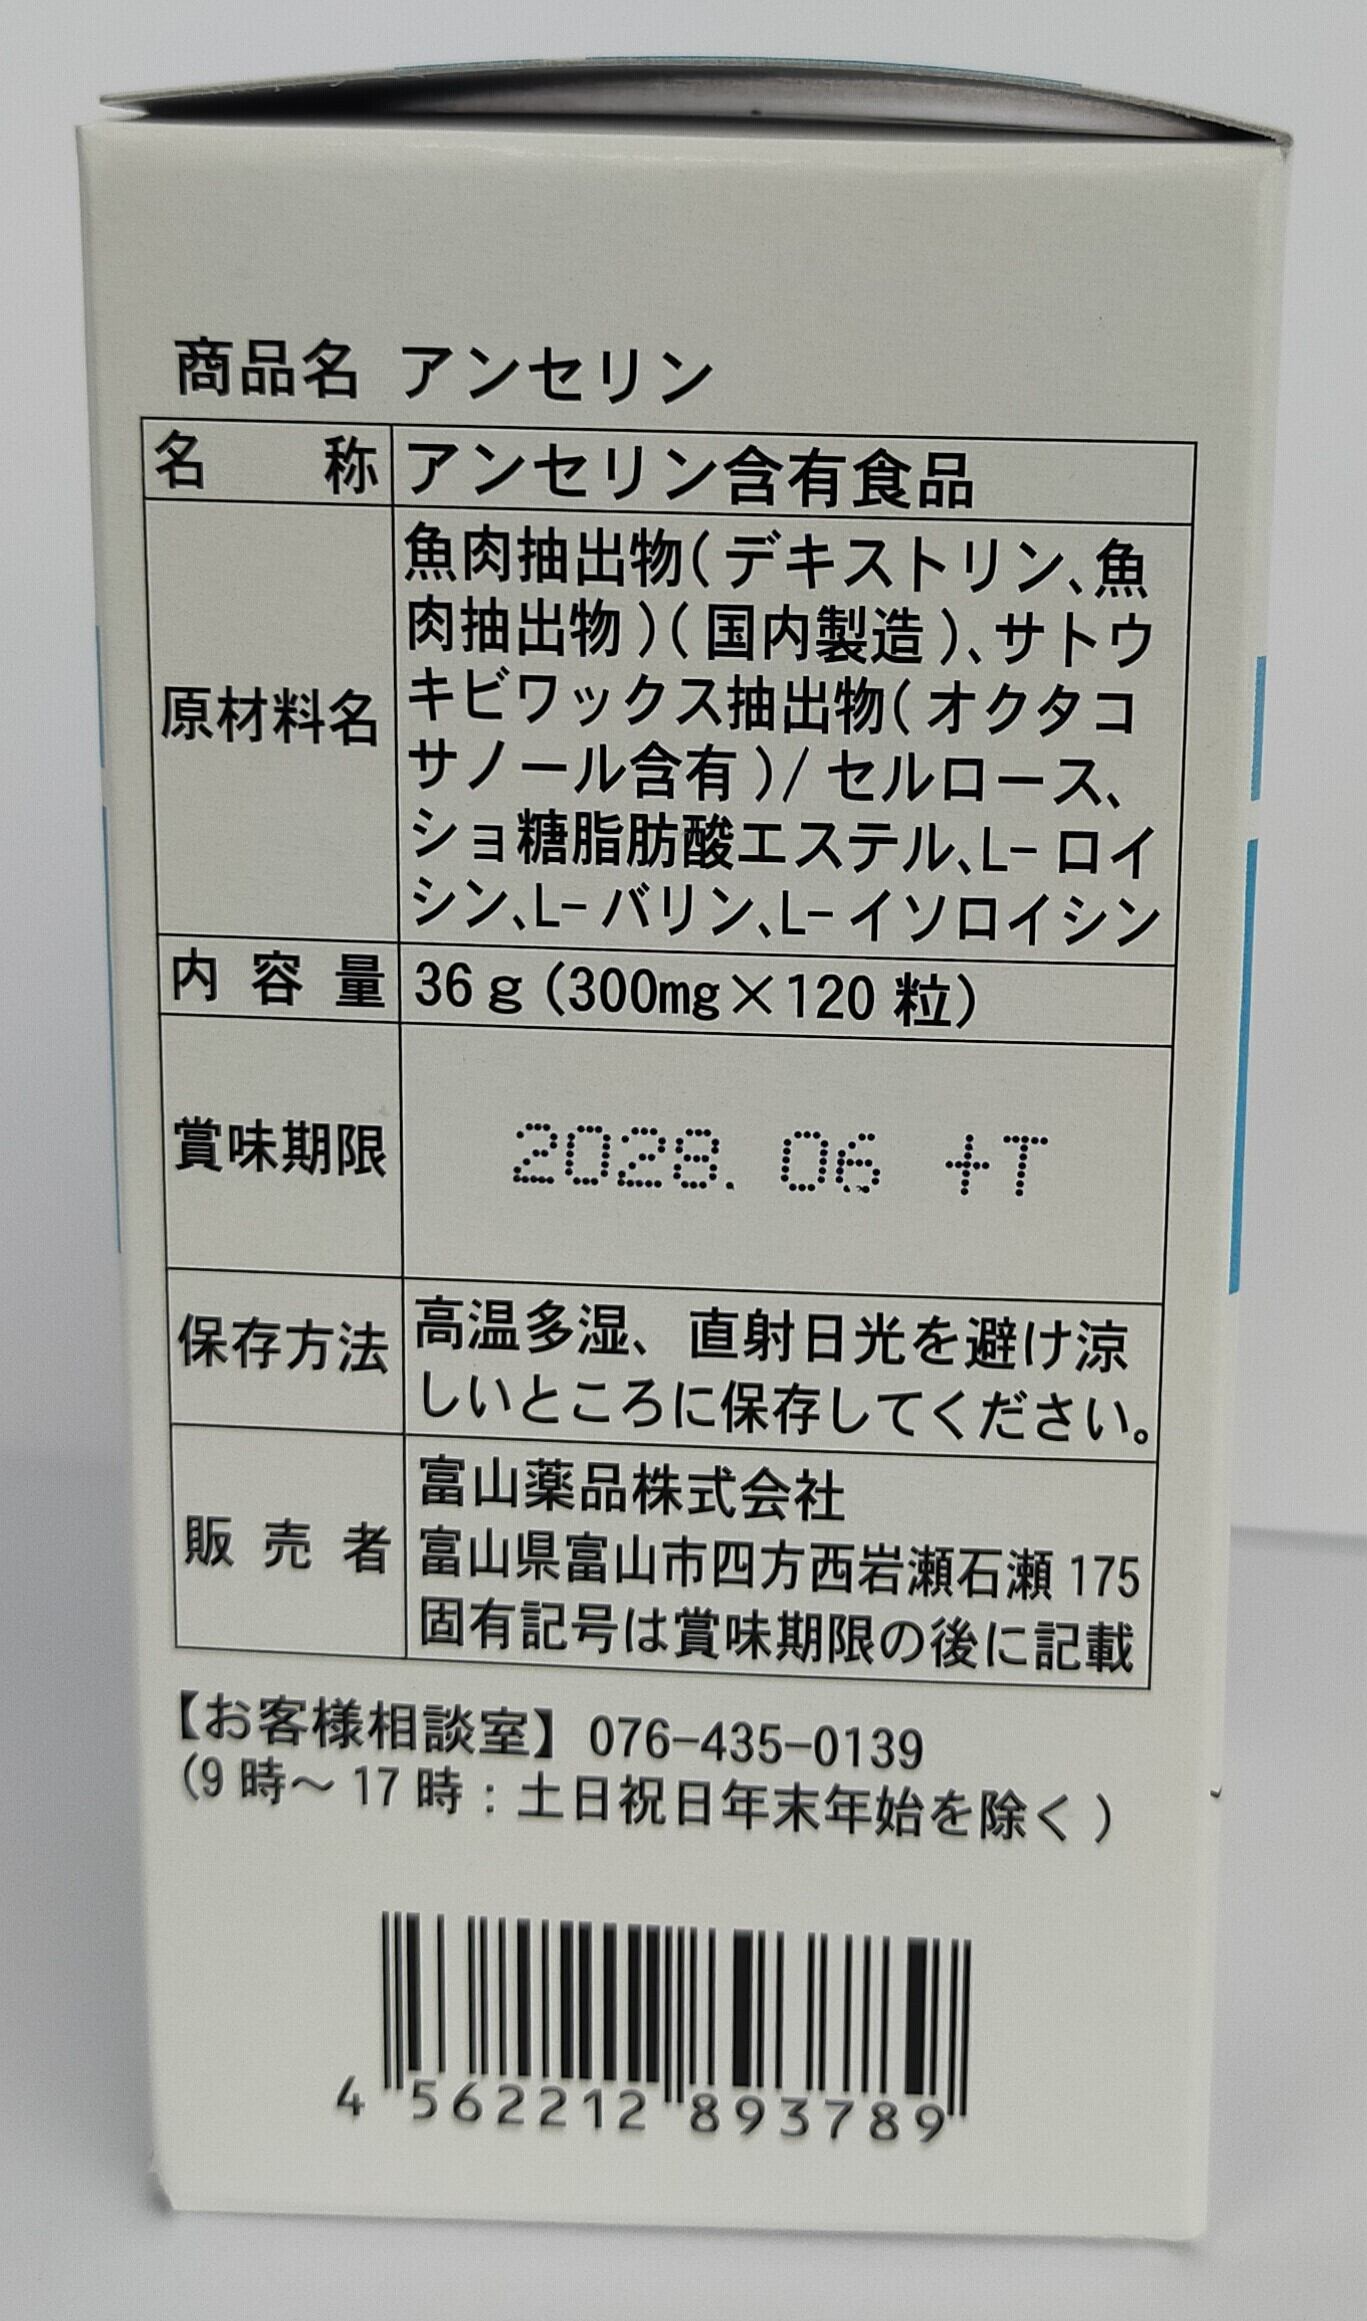 商品名 アンセリン
名 称 アンセリン含有食品
原材料名
魚肉抽出物(デキストリン、魚
肉抽出物)(国内製造)、サトウ
キビワックス抽出物(オクタコ
サノール含有)/セルロース、
ショ糖脂肪酸エステル、L-ロイ
シン、L-バリン、L-イソロイシン
内容量 36g(300mg×120粒)
賞味期限 2028.06 +T
保存方法
高温多湿、直射日光を避け涼
しいところに保存してください。
販売者
富山薬品株式会社
富山県富山市四方西岩瀬石瀬175
固有記号は賞味期限の後に記載
【お客様相談室】076-435-0139
(9時～17時:土日祝日年末年始を除く)
4 562212 893789